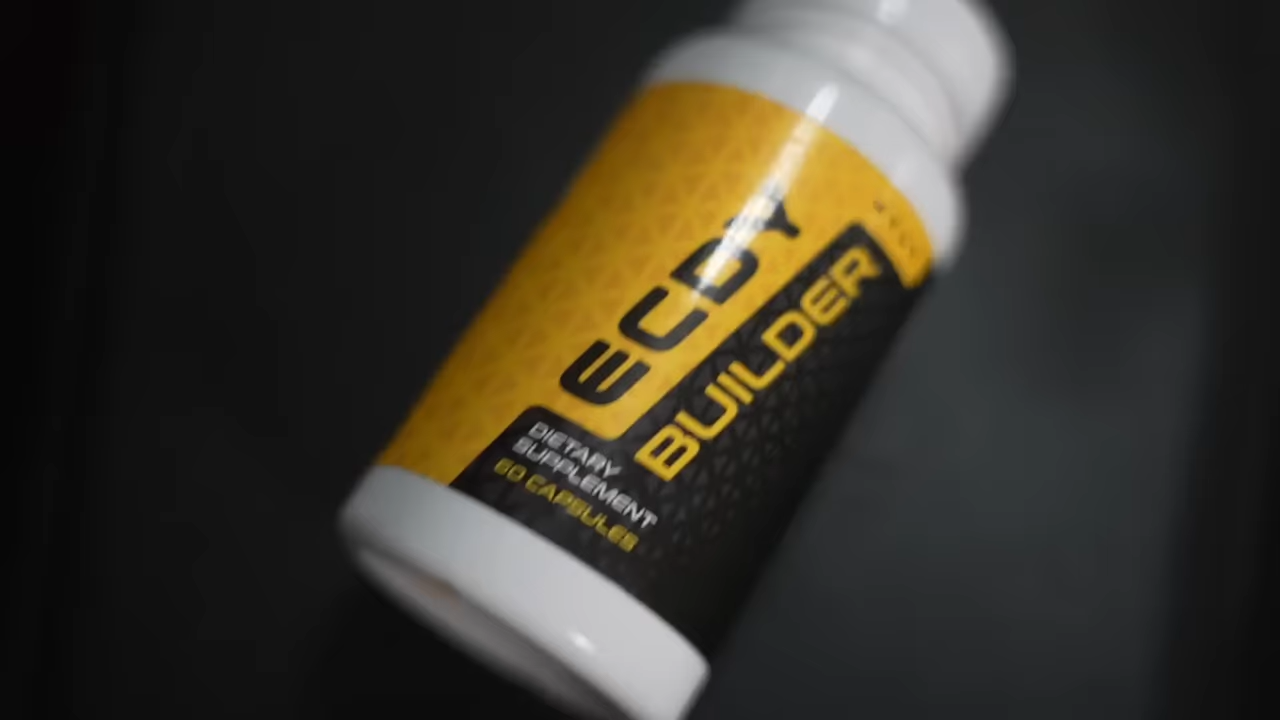 ECDY
BUILDER
DIETARY
SUPPLEMENT
60 CAPSULES